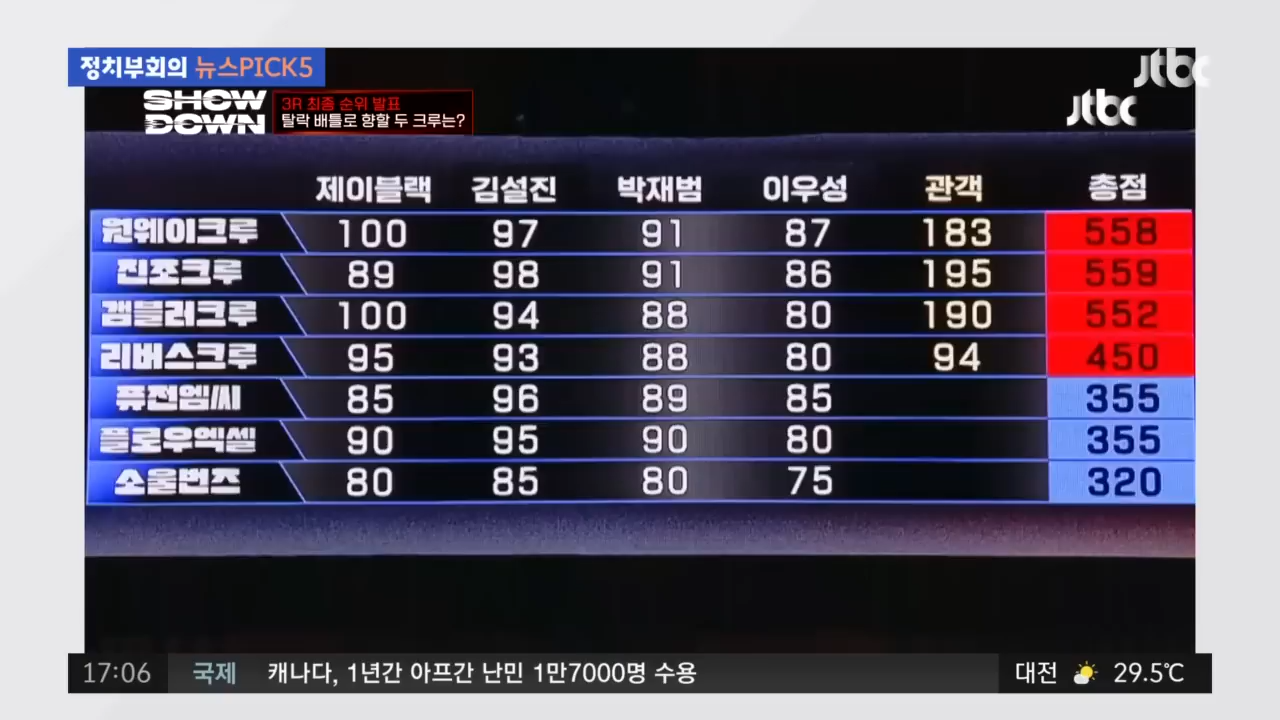 정치부회의 뉴스PICK5
jtbc
SHOW DOWN
3R 최종 순위 발표
탈락 배틀로 향할 두 크루는?
jtbc
제이블랙 김설진 박재범 이우성 관객 총점
원웨이크루 100 97 91 87 183 558
진조크루 89 98 91 86 195 559
갬블러크루 100 94 88 80 190 552
리버스크루 95 93 88 80 94 450
퓨전엠씨 85 96 89 85 355
플로우엑셀 90 95 90 80 355
소울번즈 80 85 80 75 320
17:06 국제 캐나다, 1년간 아프간 난민 1만7000명 수용 대전 29.5℃